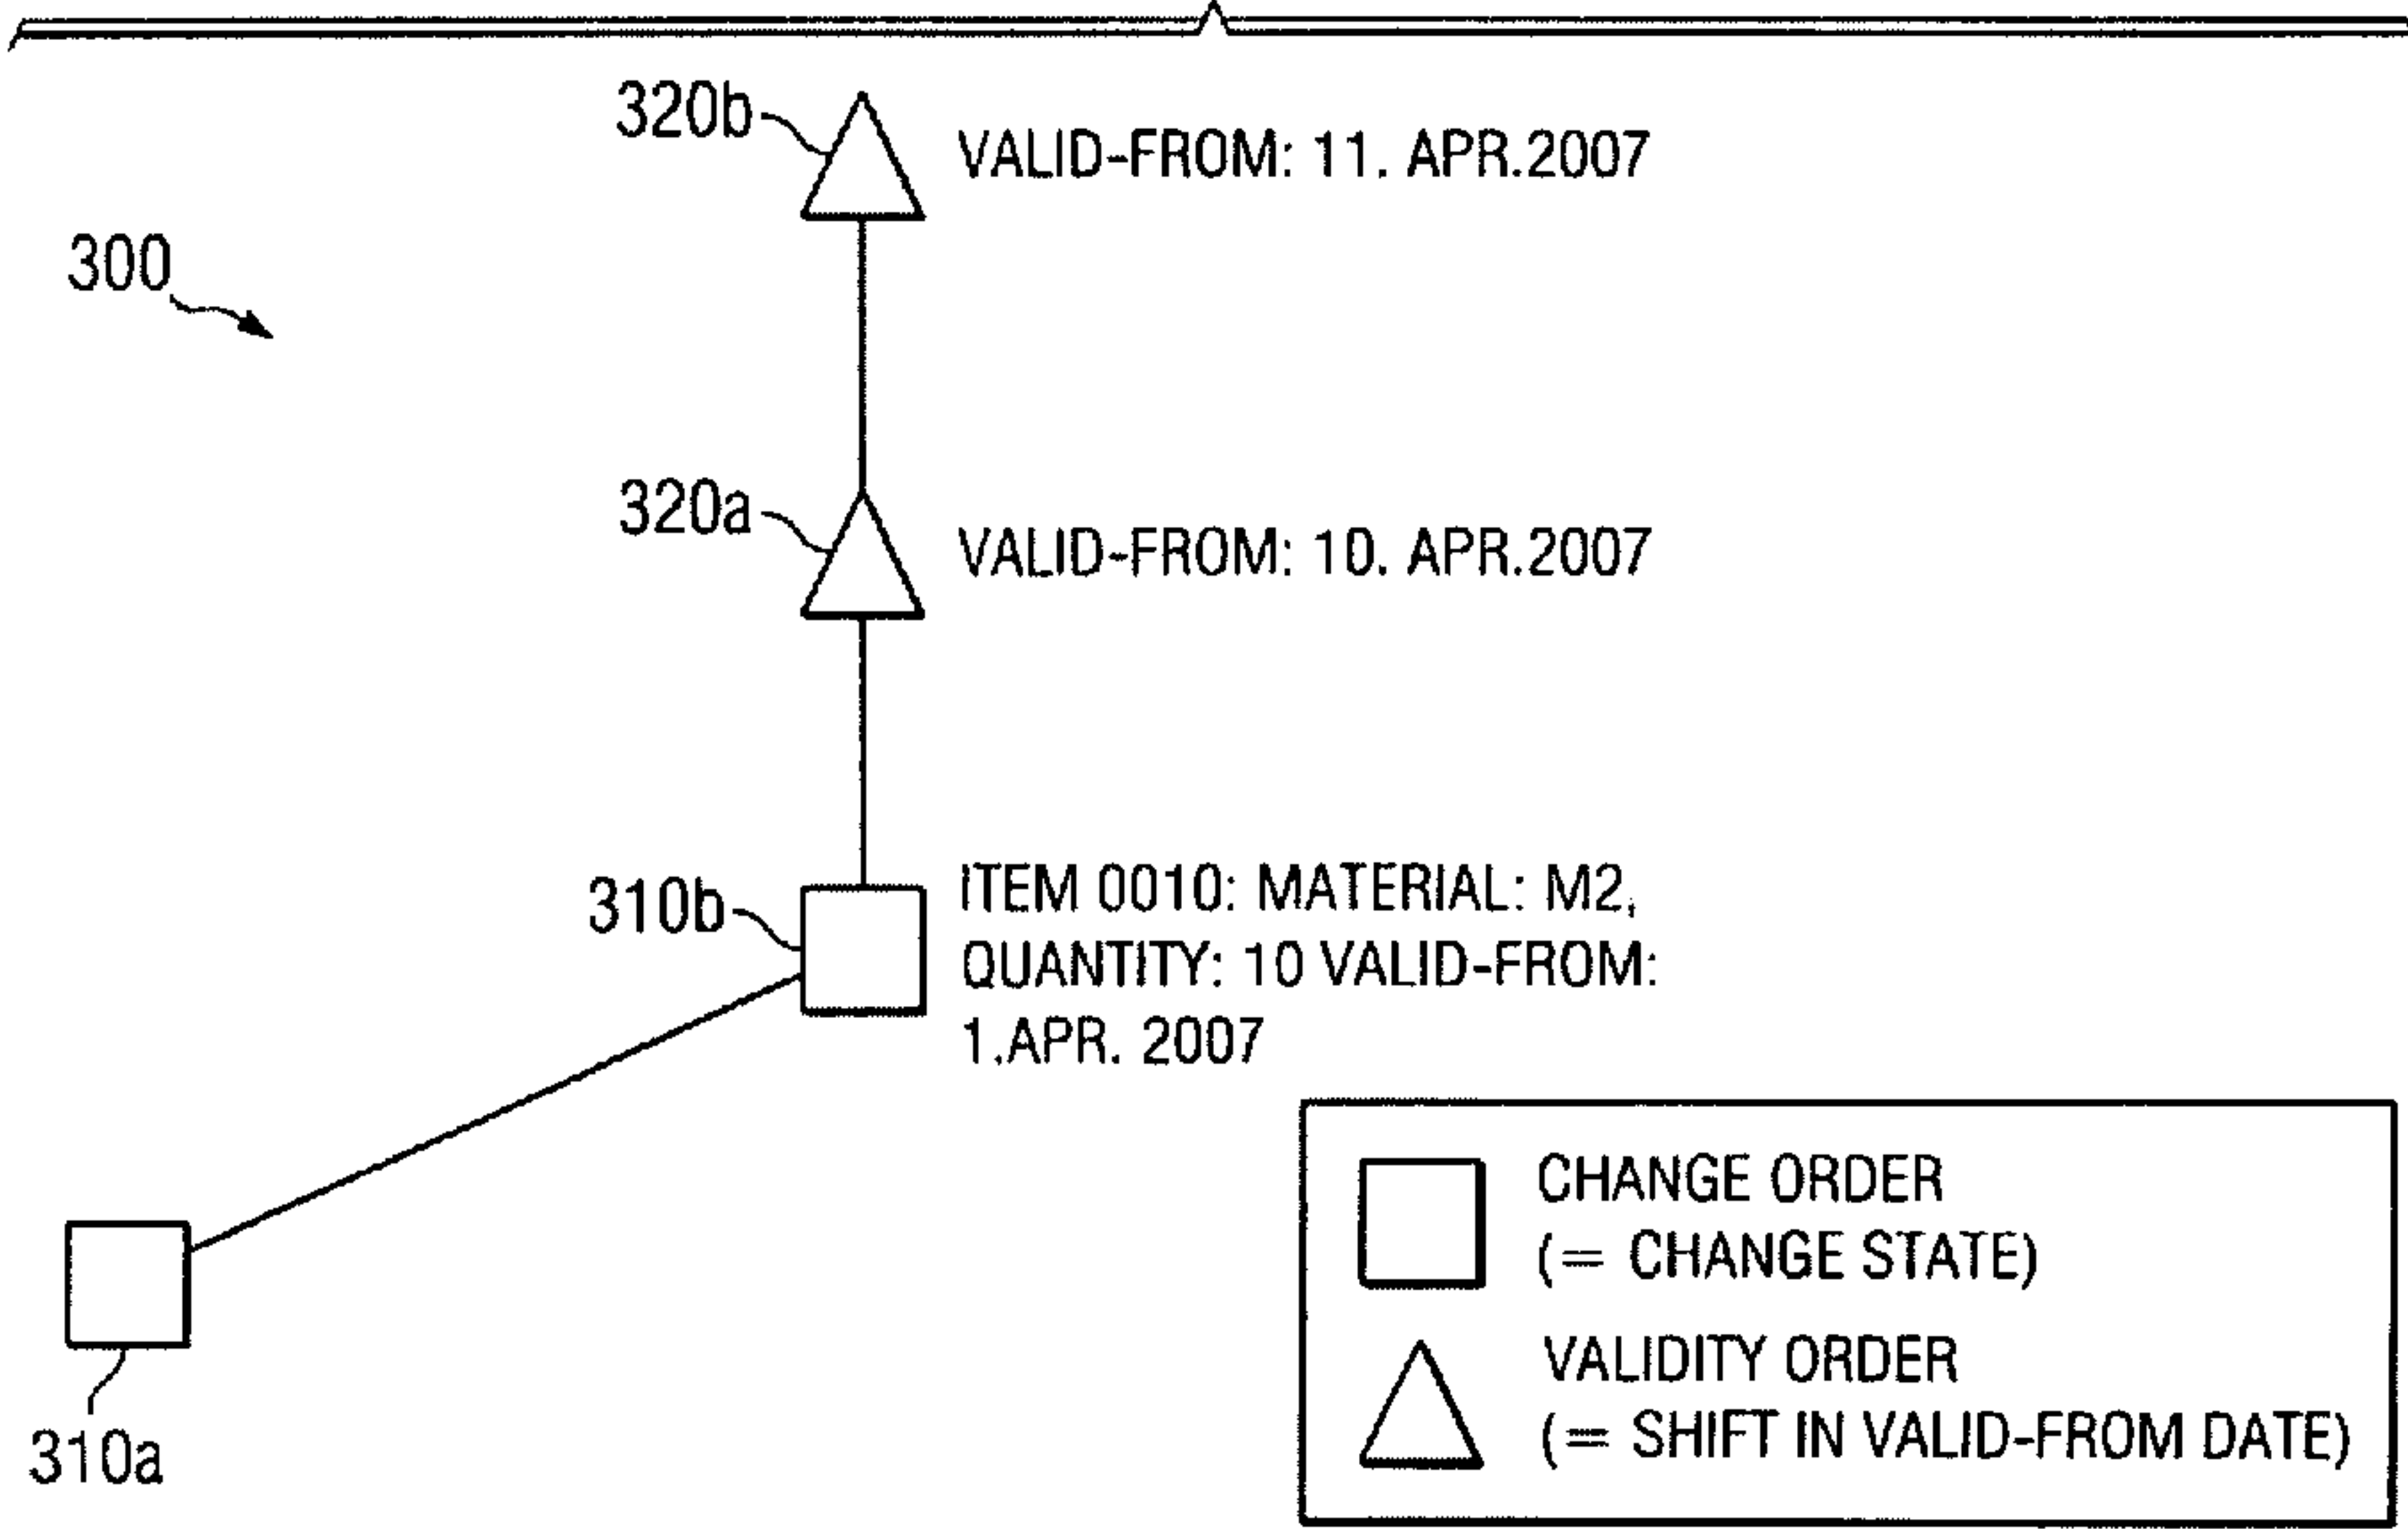 320b
VALID-FROM: 11. APR.2007
300
320a
VALID-FROM: 10. APR.2007
310b
ITEM 0010: MATERIAL: M2,
QUANTITY: 10 VALID-FROM:
1.APR. 2007
310a
CHANGE ORDER
(= CHANGE STATE)
VALIDITY ORDER
(= SHIFT IN VALID-FROM DATE)